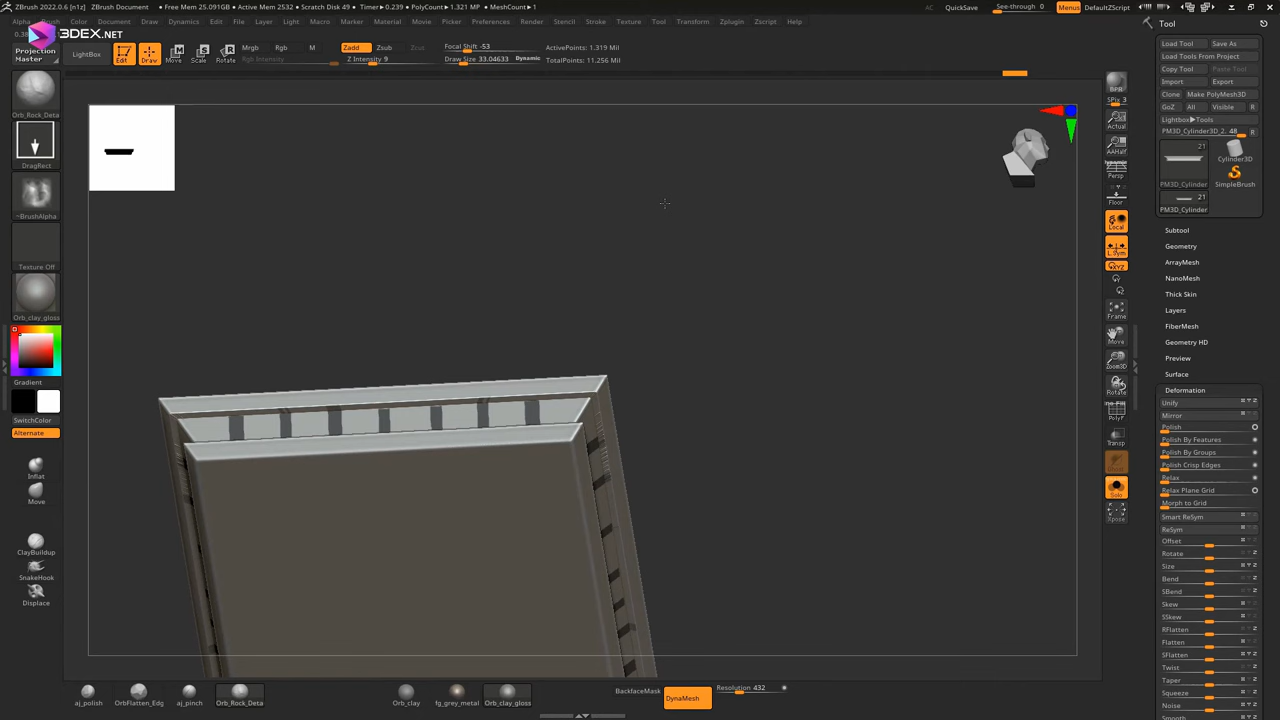 ZBrush 2022.0.6 [n1z] ZBrush Document • Free Mem 25.091GB • Active Mem 2532 • Scratch Disk 49 • Timer▶0.239 • PolyCount▶1.321 MP • MeshCount▶1
AC QuickSave See-through 0 Menus DefaultZScript
Alpha Brush Color Document Draw Dynamics Edit File Layer Light Macro Marker Material Movie Picker Preferences Render Stencil Stroke Texture Tool Transform Zplugin Zscript Help
3DEX.NET
Projection
Master
LightBox
Edit
Draw
Move
Scale
Rotate
Mrgb Rgb M
Rgb Intensity
Zadd Zsub Zcut
Z Intensity 9
Focal Shift -53
Draw Size 33.04633 Dynamic
ActivePoints: 1.319 Mil
TotalPoints: 11.256 Mil
Orb_Rock_Deta
DragRect
~BrushAlpha
Texture Off
Orb_clay_gloss
Gradient
SwitchColor
Alternate
Inflat
Move
ClayBuildup
SnakeHook
Displace
BPR
SPix 3
Actual
AAHalf
Dynamic
Persp
Floor
Local
L.Sym
XYZ
Frame
Move
Zoom3D
Rotate
PolyF
Transp
Solo
Xpose
Tool
Load Tool Save As
Load Tools From Project
Copy Tool Paste Tool
Import Export
Clone Make PolyMesh3D
GoZ All Visible R
Lightbox▶Tools
PM3D_Cylinder3D_2. 48 R
21
PM3D_Cylinder
Cylinder3D
SimpleBrush
21
PM3D_Cylinder
Subtool
Geometry
ArrayMesh
NanoMesh
Thick Skin
Layers
FiberMesh
Geometry HD
Preview
Surface
Deformation
Unify
Mirror
Polish
Polish By Features
Polish By Groups
Polish Crisp Edges
Relax
Relax Plane Grid
Morph to Grid
Smart ReSym
ReSym
Offset
Rotate
Size
Bend
SBend
Skew
SSkew
RFlatten
Flatten
SFlatten
Twist
Taper
Squeeze
Noise
Smooth
aj_polish
OrbFlatten_Edg
aj_pinch
Orb_Rock_Deta
Orb_clay
fg_grey_metal
Orb_clay_gloss
BackfaceMask
DynaMesh
Resolution 432